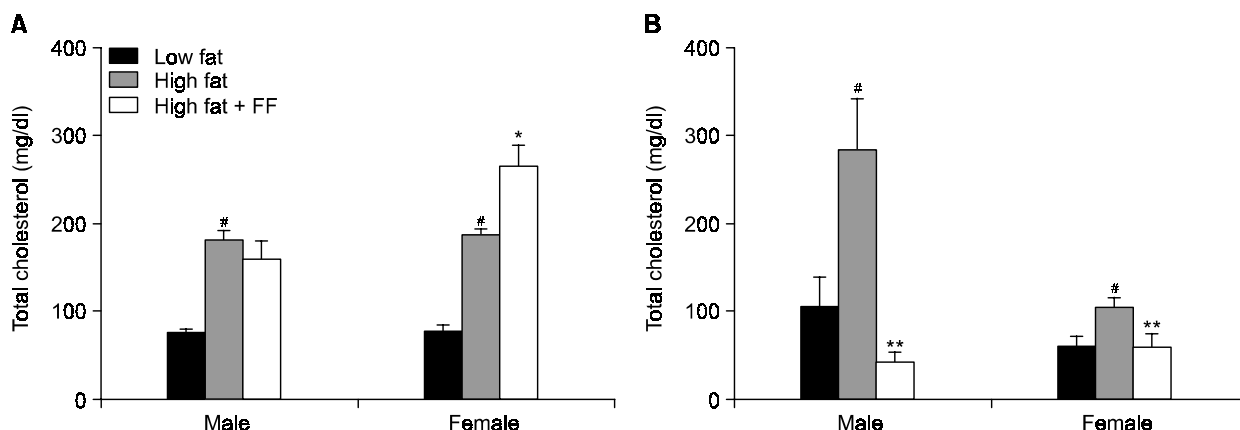 A
Total cholesterol (mg/dl)
400
300
200
100
0
Low fat
High fat
High fat + FF
#
#
*
Male
Female
B
Total cholesterol (mg/dl)
400
300
200
100
0
#
**
#
**
Male
Female